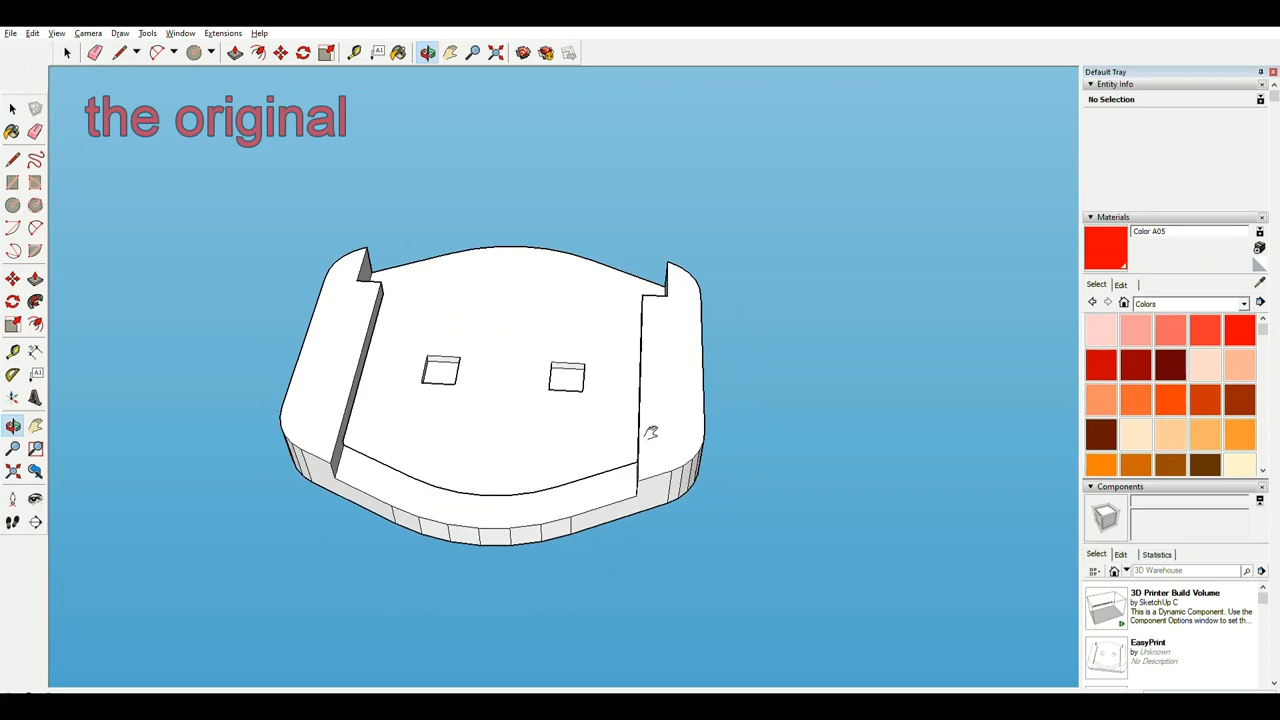 File Edit View Camera Draw Tools Window Extensions Help
Default Tray
Entity Info
No Selection
the original
Materials
Color A05
Select Edit
Colors
Components
Select Edit Statistics
3D Warehouse
3D Printer Build Volume
by SketchUp C
This is a Dynamic Component. Use the
Component Options window to set th...
EasyPrint
by Unknown
No Description